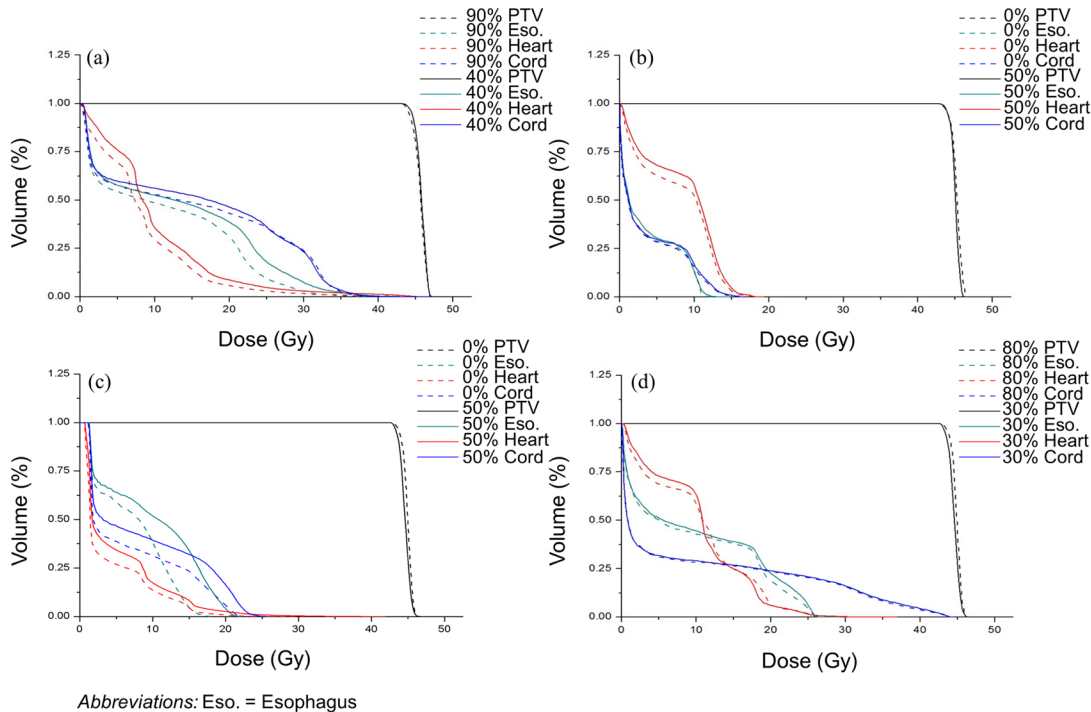 90% PTV
90% Eso.
90% Heart
90% Cord
40% PTV
40% Eso.
40% Heart
40% Cord
(a)
Volume (%)
1.25
1.00
0.75
0.50
0.25
0.00
0 10 20 30 40 50
Dose (Gy)
0% PTV
0% Eso.
0% Heart
0% Cord
50% PTV
50% Eso.
50% Heart
50% Cord
(b)
Volume (%)
1.25
1.00
0.75
0.50
0.25
0.00
0 10 20 30 40 50
Dose (Gy)
0% PTV
0% Eso.
0% Heart
0% Cord
50% PTV
50% Eso.
50% Heart
50% Cord
(c)
Volume (%)
1.25
1.00
0.75
0.50
0.25
0.00
0 10 20 30 40 50
Dose (Gy)
80% PTV
80% Eso.
80% Heart
80% Cord
30% PTV
30% Eso.
30% Heart
30% Cord
(d)
Volume (%)
1.25
1.00
0.75
0.50
0.25
0.00
0 10 20 30 40 50
Dose (Gy)
Abbreviations: Eso. = Esophagus